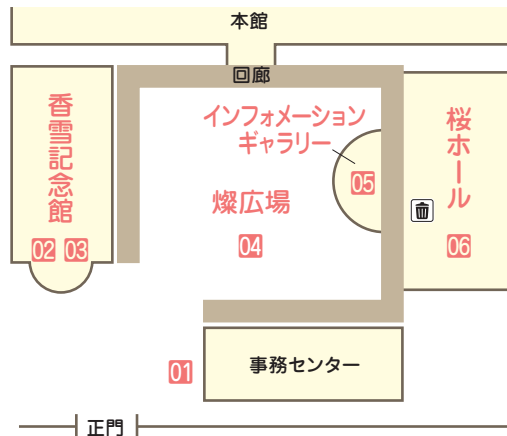 本館
回廊
香雪記念館
インフォメーション
ギャラリー
桜ホール
05
燦広場
02 03
04
06
01
事務センター
正門